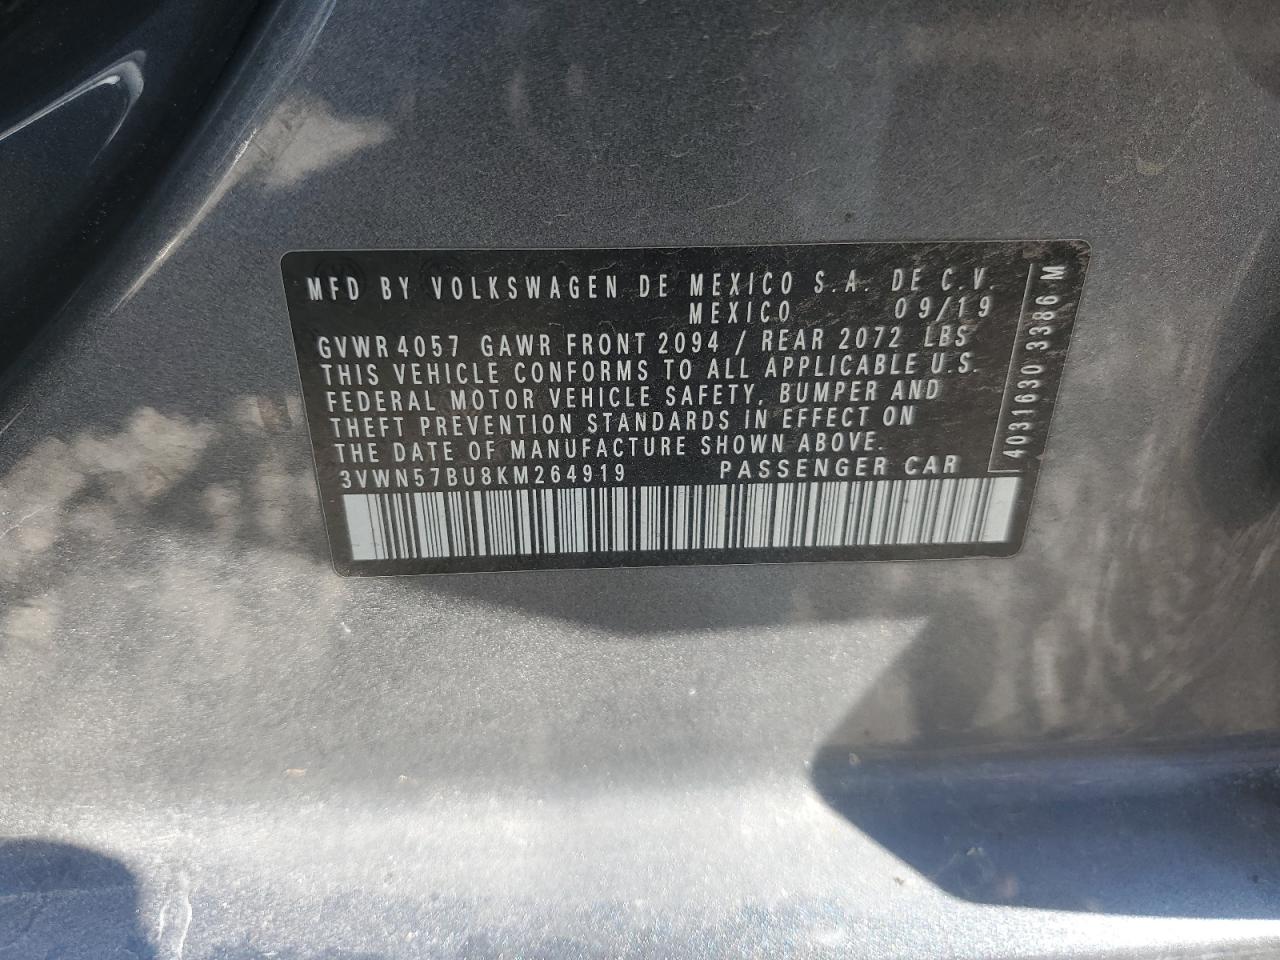 MFD BY VOLKSWAGEN DE MEXICO S.A. DE C.V.
MEXICO 09/19
GVWR 4057 GAWR FRONT 2094 / REAR 2072 LBS
THIS VEHICLE CONFORMS TO ALL APPLICABLE U.S.
FEDERAL MOTOR VEHICLE SAFETY, BUMPER AND
THEFT PREVENTION STANDARDS IN EFFECT ON
THE DATE OF MANUFACTURE SHOWN ABOVE.
3VWN57BU8KM264919 PASSENGER CAR
4031630 3386 M